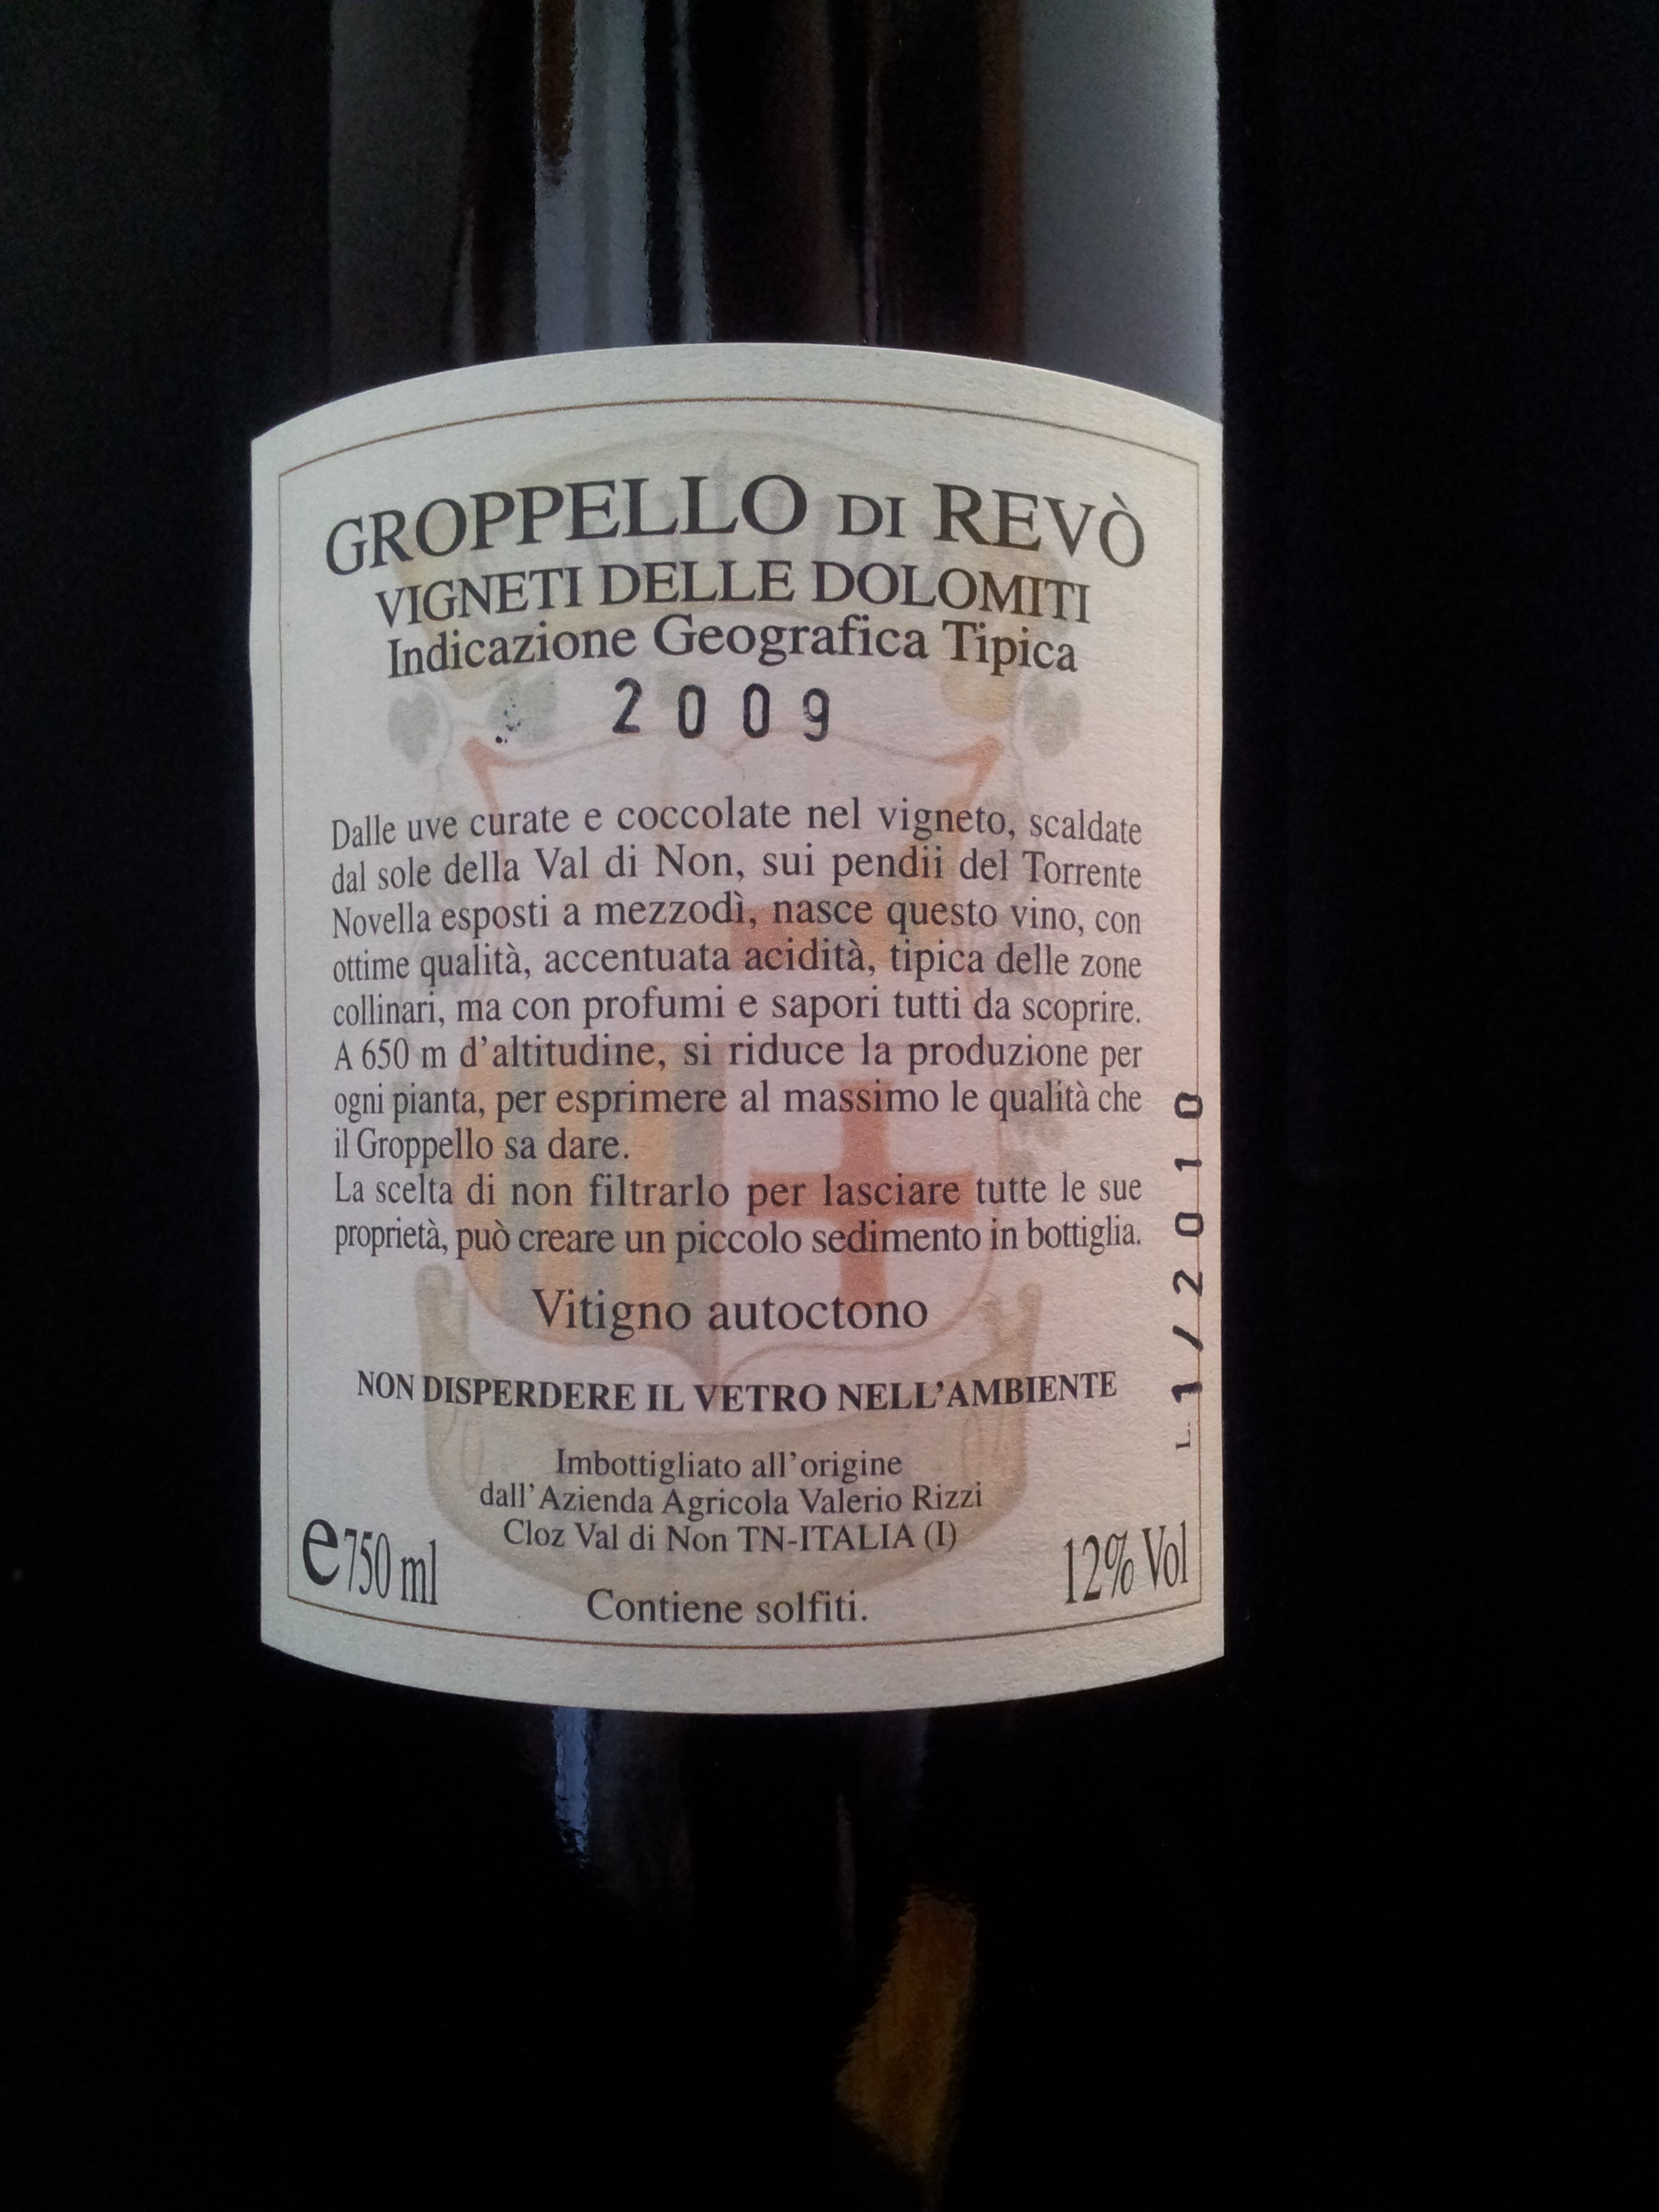 GROPPELLO DI REVÒ
VIGNETI DELLE DOLOMITI
Indicazione Geografica Tipica
2009
Dalle uve curate e coccolate nel vigneto, scaldate
dal sole della Val di Non, sui pendii del Torrente
Novella esposti a mezzodì, nasce questo vino, con
ottime qualità, accentuata acidità, tipica delle zone
collinari, ma con profumi e sapori tutti da scoprire.
A 650 m d'altitudine, si riduce la produzione per
ogni pianta, per esprimere al massimo le qualità che
il Groppello sa dare.
La scelta di non filtrarlo per lasciare tutte le sue
proprietà, può creare un piccolo sedimento in bottiglia.
Vitigno autoctono
NON DISPERDERE IL VETRO NELL'AMBIENTE
L. 1/2010
Imbottigliato all'origine
dall'Azienda Agricola Valerio Rizzi
Cloz Val di Non TN-ITALIA (I)
e 750 ml
12% Vol
Contiene solfiti.